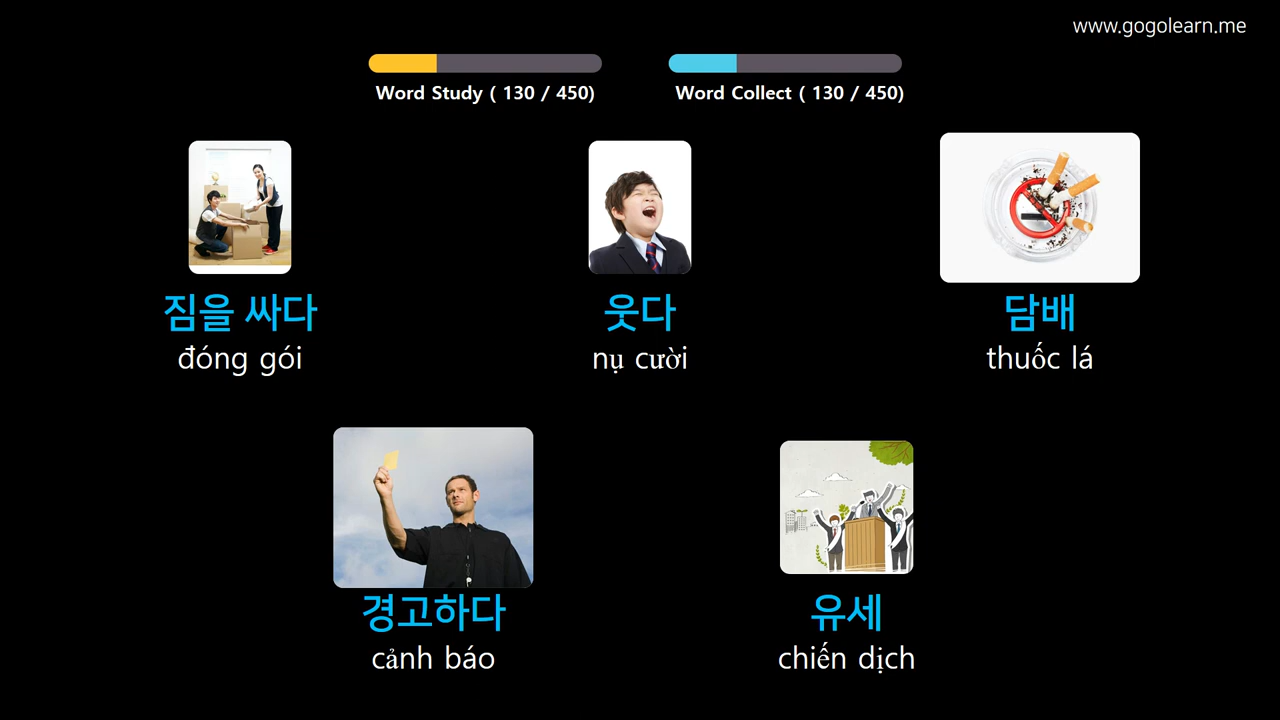 www.gogolearn.me
Word Study ( 130 / 450)
Word Collect ( 130 / 450)
짐을 싸다
đóng gói
웃다
nụ cười
담배
thuốc lá
경고하다
cảnh báo
유세
chiến dịch